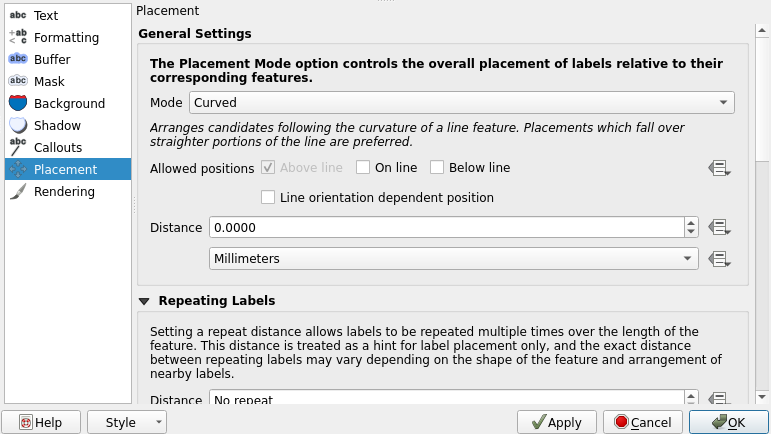 Placement
abc Text
+ab
< c Formatting
abc Buffer
abc Mask
Background
Shadow
abc Callouts
Placement
Rendering
General Settings
The Placement Mode option controls the overall placement of labels relative to their
corresponding features.
Mode Curved
Arranges candidates following the curvature of a line feature. Placements which fall over
straighter portions of the line are preferred.
Allowed positions Above line On line Below line
Line orientation dependent position
Distance 0.0000
Millimeters
Repeating Labels
Setting a repeat distance allows labels to be repeated multiple times over the length of the
feature. This distance is treated as a hint for label placement only, and the exact distance
between repeating labels may vary depending on the shape of the feature and arrangement of
nearby labels.
Distance No repeat
Help Style Apply Cancel OK